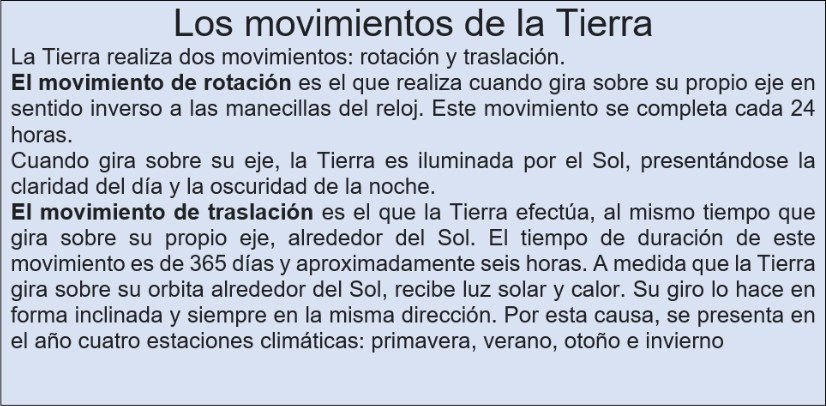 Los movimientos de la Tierra
La Tierra realiza dos movimientos: rotación y traslación.
El movimiento de rotación es el que realiza cuando gira sobre su propio eje en
sentido inverso a las manecillas del reloj. Este movimiento se completa cada 24
horas.
Cuando gira sobre su eje, la Tierra es iluminada por el Sol, presentándose la
claridad del día y la oscuridad de la noche.
El movimiento de traslación es el que la Tierra efectúa, al mismo tiempo que
gira sobre su propio eje, alrededor del Sol. El tiempo de duración de este
movimiento es de 365 días y aproximadamente seis horas. A medida que la Tierra
gira sobre su orbita alrededor del Sol, recibe luz solar y calor. Su giro lo hace en
forma inclinada y siempre en la misma dirección. Por esta causa, se presenta en
el año cuatro estaciones climáticas: primavera, verano, otoño e invierno